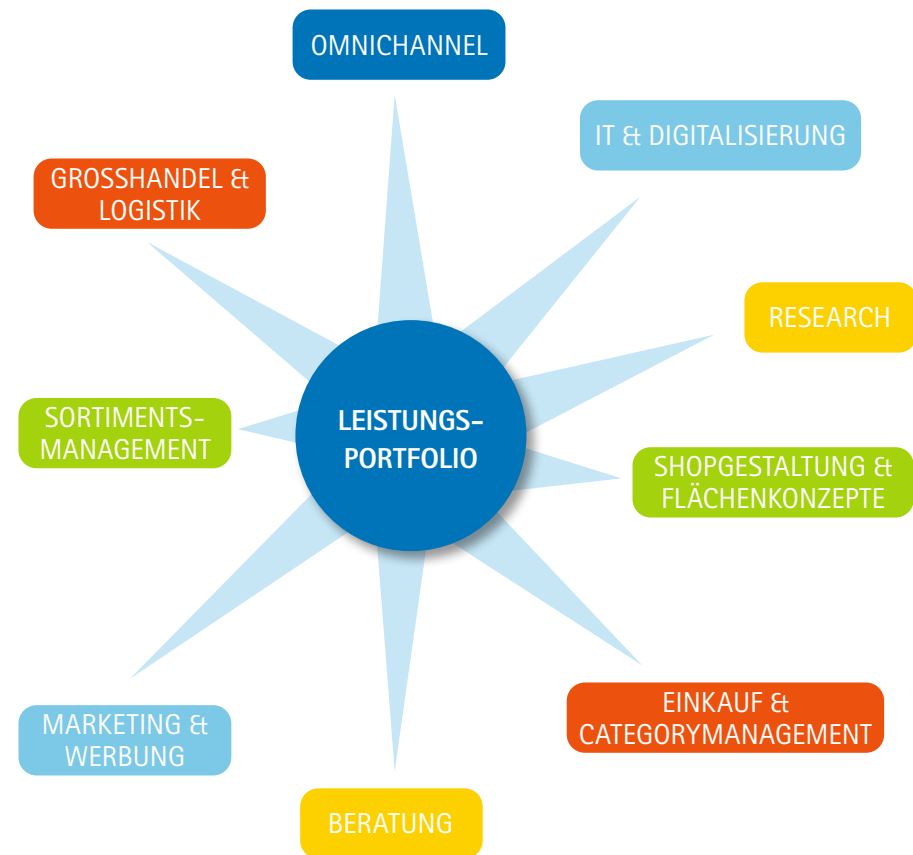 OMNICHANNEL
IT & DIGITALISIERUNG
GROSSHANDEL &
LOGISTIK
RESEARCH
SORTIMENTS-
MANAGEMENT
LEISTUNGS-
PORTFOLIO
SHOPGESTALTUNG &
FLÄCHENKONZEPTE
MARKETING &
WERBUNG
EINKAUF &
CATEGORYMANAGEMENT
BERATUNG